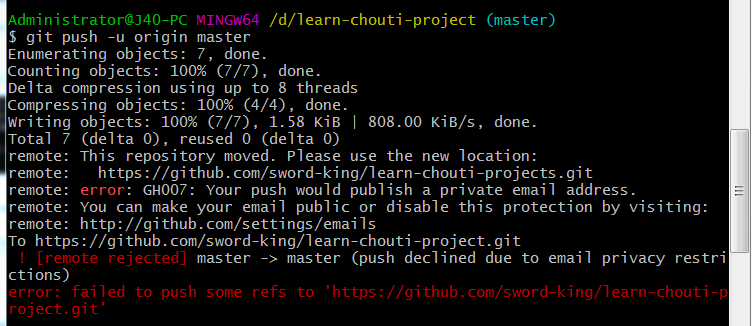 Administrator@J40-PC MINGW64 /d/learn-chouti-project (master)
$ git push -u origin master
Enumerating objects: 7, done.
Counting objects: 100% (7/7), done.
Delta compression using up to 8 threads
Compressing objects: 100% (4/4), done.
Writing objects: 100% (7/7), 1.58 KiB | 808.00 KiB/s, done.
Total 7 (delta 0), reused 0 (delta 0)
remote: This repository moved. Please use the new location:
remote:   https://github.com/sword-king/learn-chouti-projects.git
remote: error: GH007: Your push would publish a private email address.
remote: You can make your email public or disable this protection by visiting:
remote: http://github.com/settings/emails
To https://github.com/sword-king/learn-chouti-project.git
 ! [remote rejected] master -> master (push declined due to email privacy restri
ctions)
error: failed to push some refs to 'https://github.com/sword-king/learn-chouti-p
roject.git'